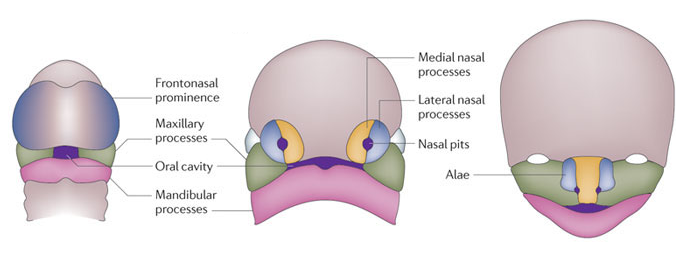 Frontonasal
prominence
Maxillary
processes
Oral cavity
Mandibular
processes
Medial nasal
processes
Lateral nasal
processes
Nasal pits
Alae